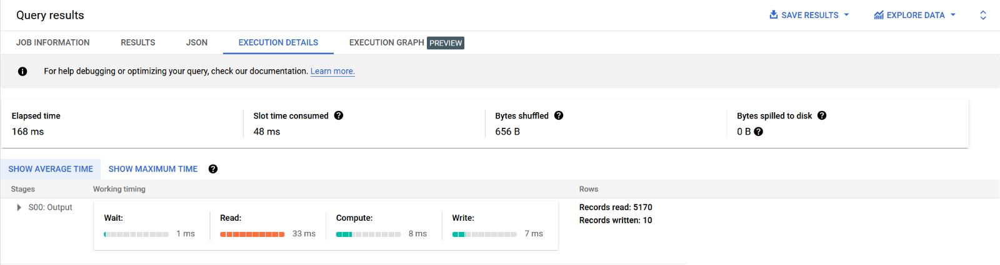 Query results
SAVE RESULTS
EXPLORE DATA
JOB INFORMATION
RESULTS
JSON
EXECUTION DETAILS
EXECUTION GRAPH PREVIEW
For help debugging or optimizing your query, check our documentation. Learn more.
Elapsed time
168 ms
Slot time consumed ?
48 ms
Bytes shuffled ?
656 B
Bytes spilled to disk ?
0 B ?
SHOW AVERAGE TIME
SHOW MAXIMUM TIME ?
Stages
Working timing
Rows
S00: Output
Wait:
1 ms
Read:
33 ms
Compute:
8 ms
Write:
7 ms
Records read: 5170
Records written: 10